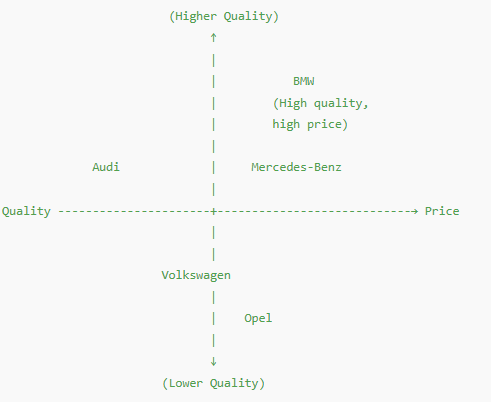 (Higher Quality)
↑
|
| BMW
| (High quality,
| high price)
|
Audi | Mercedes-Benz
|
Quality ----------------------+----------------------------→ Price
|
|
Volkswagen
|
| Opel
|
↓
(Lower Quality)